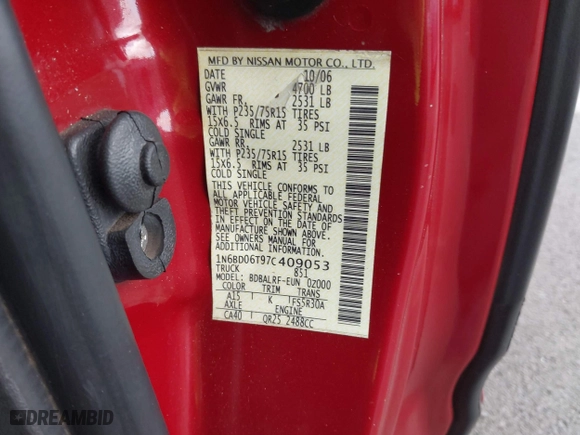 MFD BY NISSAN MOTOR CO., LTD.
DATE 10/06
GVWR 4700 LB
GAWR FR. 2531 LB
WITH P235/75R15 TIRES
15X6.5 RIMS AT 35 PSI
COLD SINGLE
GAWR RR. 2531 LB
WITH P235/75R15 TIRES
15X6.5 RIMS AT 35 PSI
COLD SINGLE
THIS VEHICLE CONFORMS TO
ALL APPLICABLE FEDERAL
MOTOR VEHICLE SAFETY AND
THEFT PREVENTION STANDARDS
IN EFFECT ON THE DATE OF
MANUFACTURE SHOWN ABOVE.
SEE OWNERS MANUAL FOR
ADDITIONAL INFORMATION.
1N6BD06T97C409053
TRUCK 851
MODEL: BDBALRF-EUN 0Z000
COLOR TRIM TRANS
A15 K FS5R30A
AXLE ENGINE
CA40 QR25 2488CC
DREAMBID